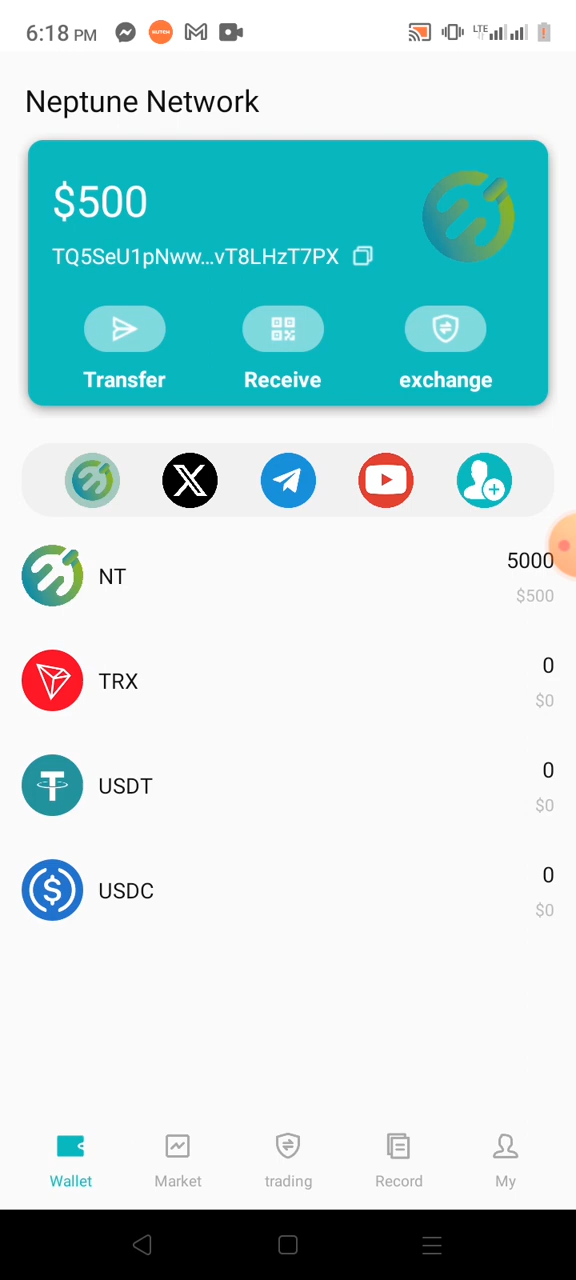 6:18 PM
LTE
Neptune Network
$500
TQ5SeU1pNww...vT8LHzT7PX
Transfer
Receive
exchange
NT
5000
$500
TRX
0
$0
USDT
0
$0
USDC
0
$0
Wallet
Market
trading
Record
My